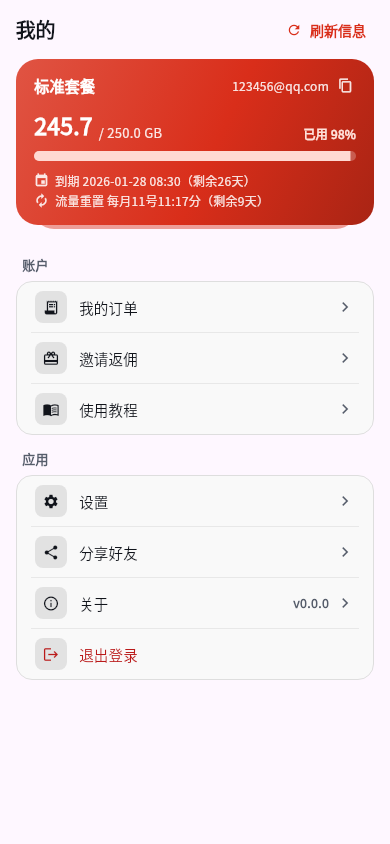 我的
刷新信息
标准套餐
123456@qq.com
245.7 / 250.0 GB
已用 98%
到期 2026-01-28 08:30（剩余26天）
流量重置 每月11号11:17分（剩余9天）
账户
我的订单
邀请返佣
使用教程
应用
设置
分享好友
关于
v0.0.0
退出登录